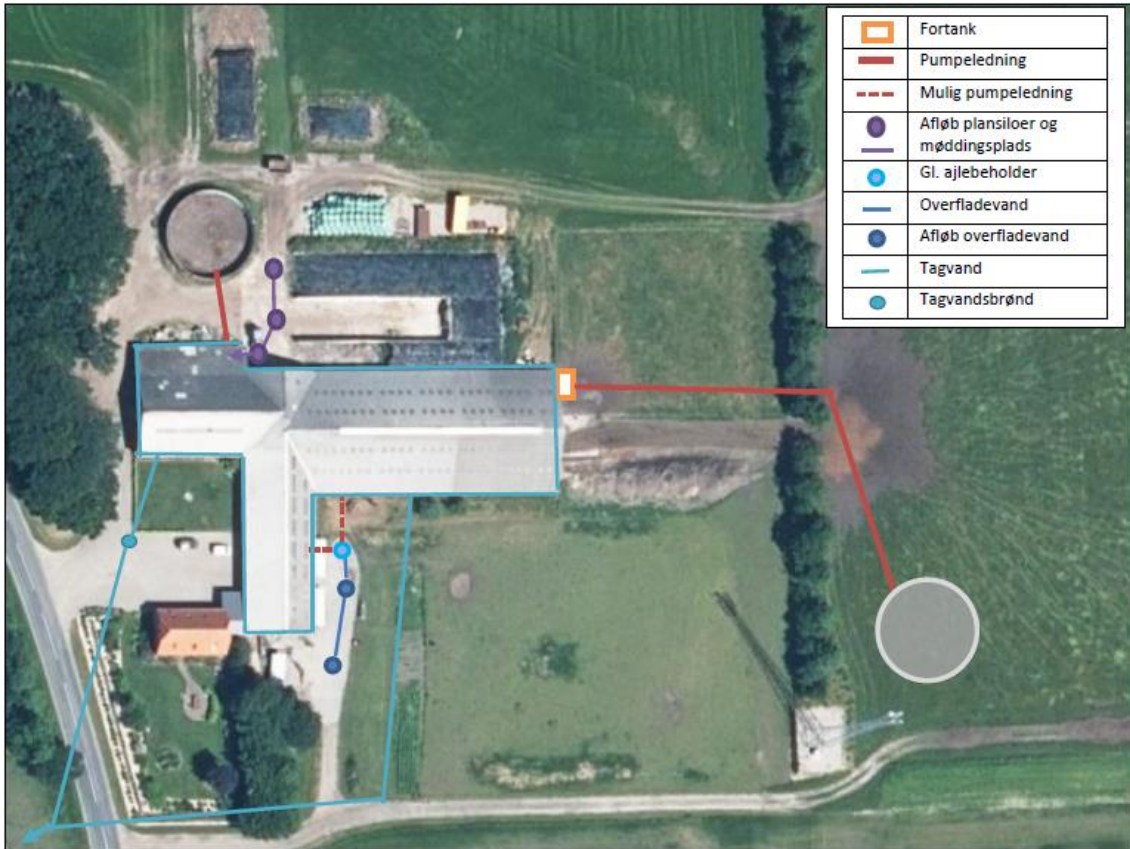 Fortank
Pumpeledning
Mulig pumpeledning
Afløb plansiloer og
møddingsplads
Gl. ajlebeholder
Overfladevand
Afløb overfladevand
Tagvand
Tagvandsbrønd